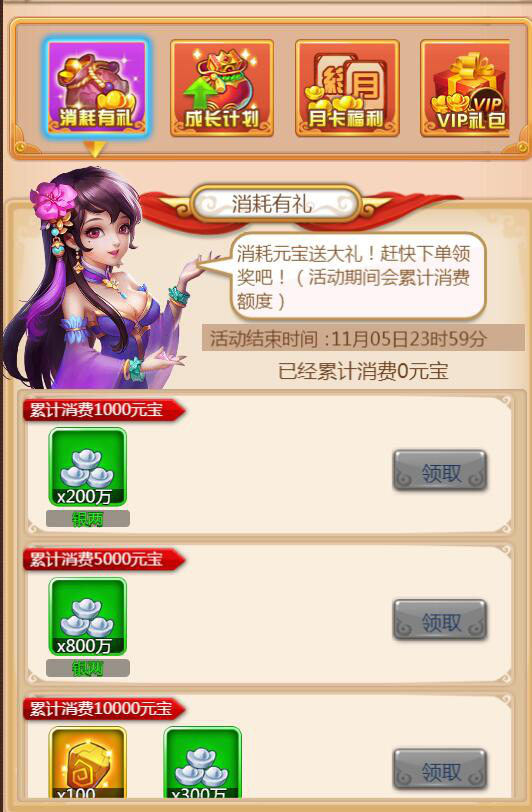 消耗有礼
成长计划
月卡福利
VIP
VIP礼包
消耗有礼
消耗元宝送大礼！赶快下单领
奖吧！（活动期间会累计消费
额度）
活动结束时间：11月05日23时59分
已经累计消费0元宝
累计消费1000元宝
x200万
领取
银两
累计消费5000元宝
x800万
领取
银两
累计消费10000元宝
x100
x300万
领取